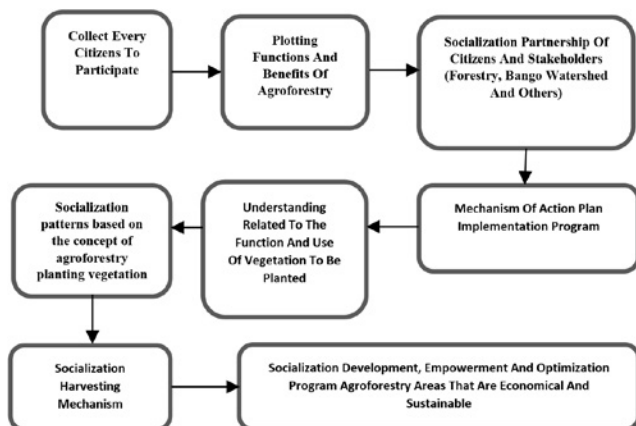 Collect Every Citizens To
Participate
Plotting
Functions And
Benefits Of
Agroforestry
Socialization Partnership Of
Citizens And Stakeholders
(Forestry, Bango Watershed
And Others)
Mechanism Of Action Plan
Implementation Program
Understanding
Related To The
Function And Use
Of Vegetation To Be
Planted
Socialization
patterns based on
the concept of
agroforestry
planting vegetation
Socialization
Harvesting
Mechanism
Socialization Development, Empowerment And Optimization
Program Agroforestry Areas That Are Economical And
Sustainable